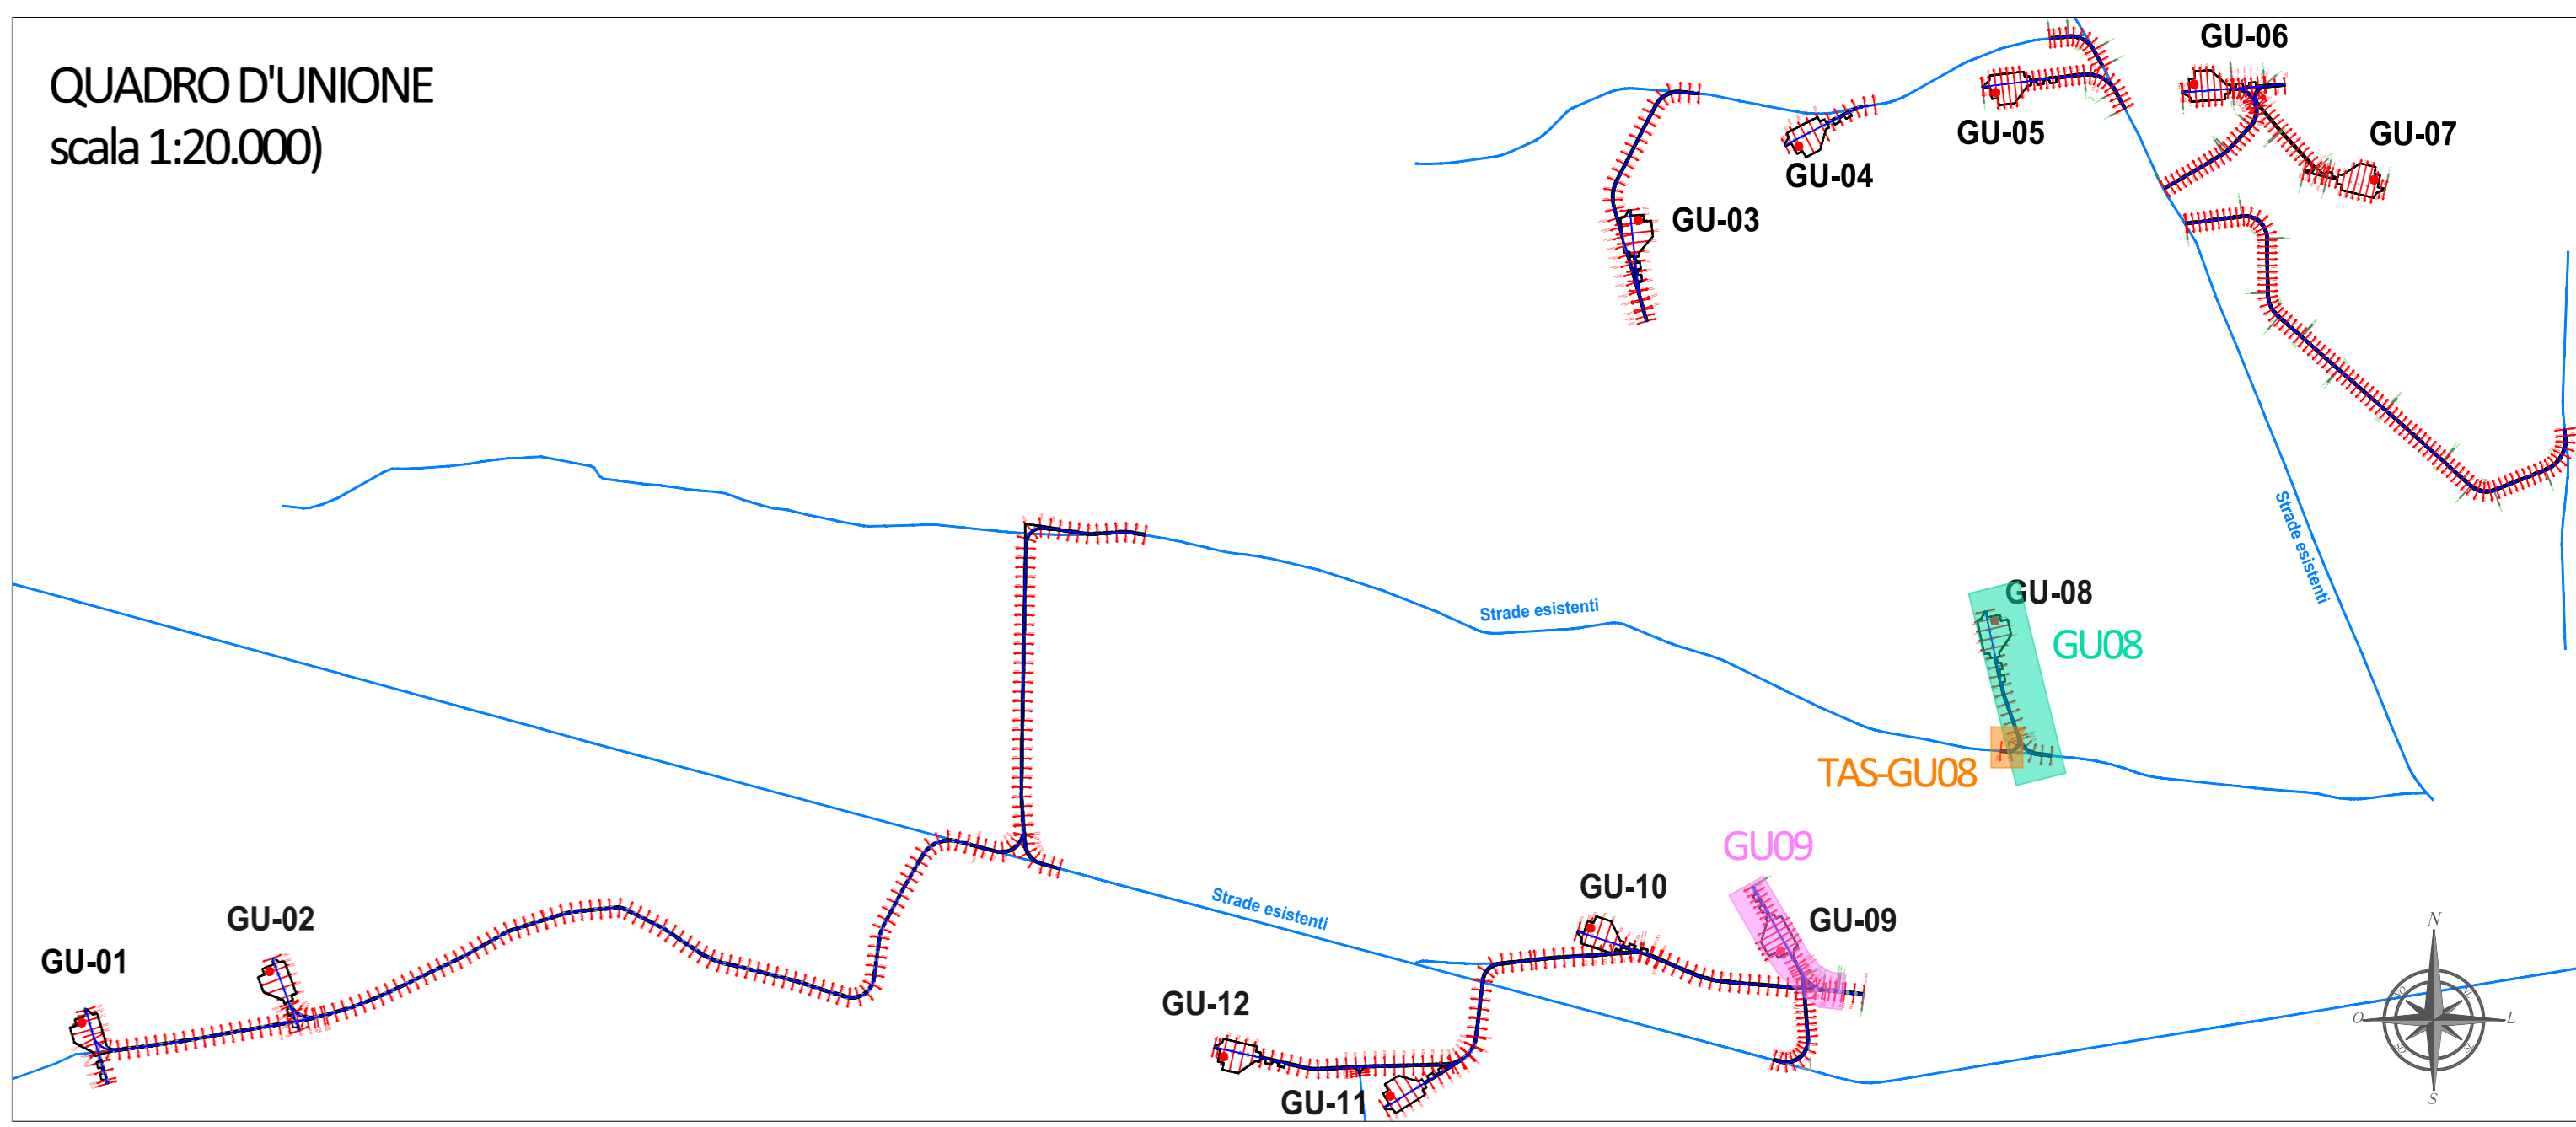 QUADRO D'UNIONE
scala 1:20.000)
GU-06
GU-05
GU-07
GU-04
GU-03
Strade esistenti
Strade esistenti
GU-08
GU08
TAS-GU08
GU09
GU-10
GU-09
Strade esistenti
GU-02
GU-01
GU-12
GU-11
N
O
L
S